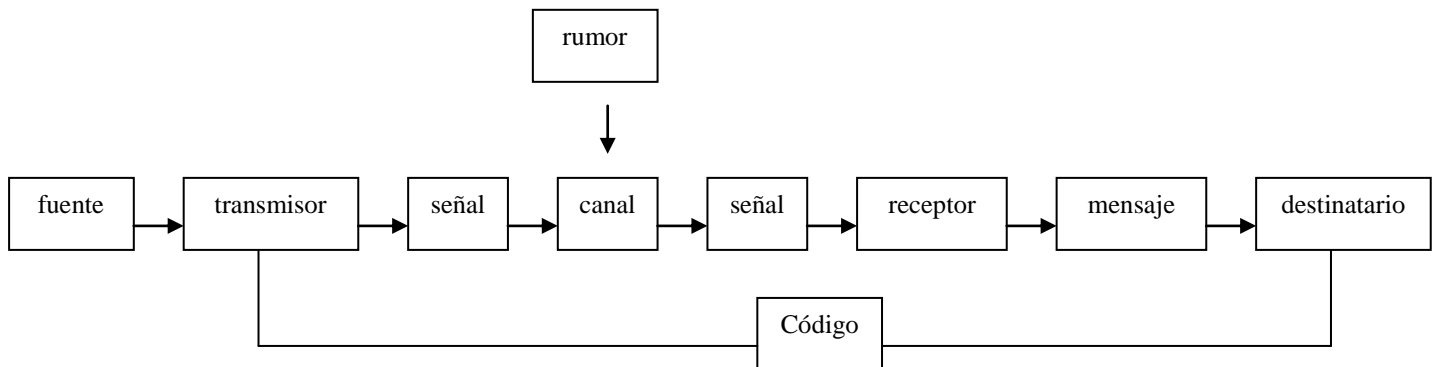 rumor
fuente
transmisor
señal
canal
señal
receptor
mensaje
destinatario
Código